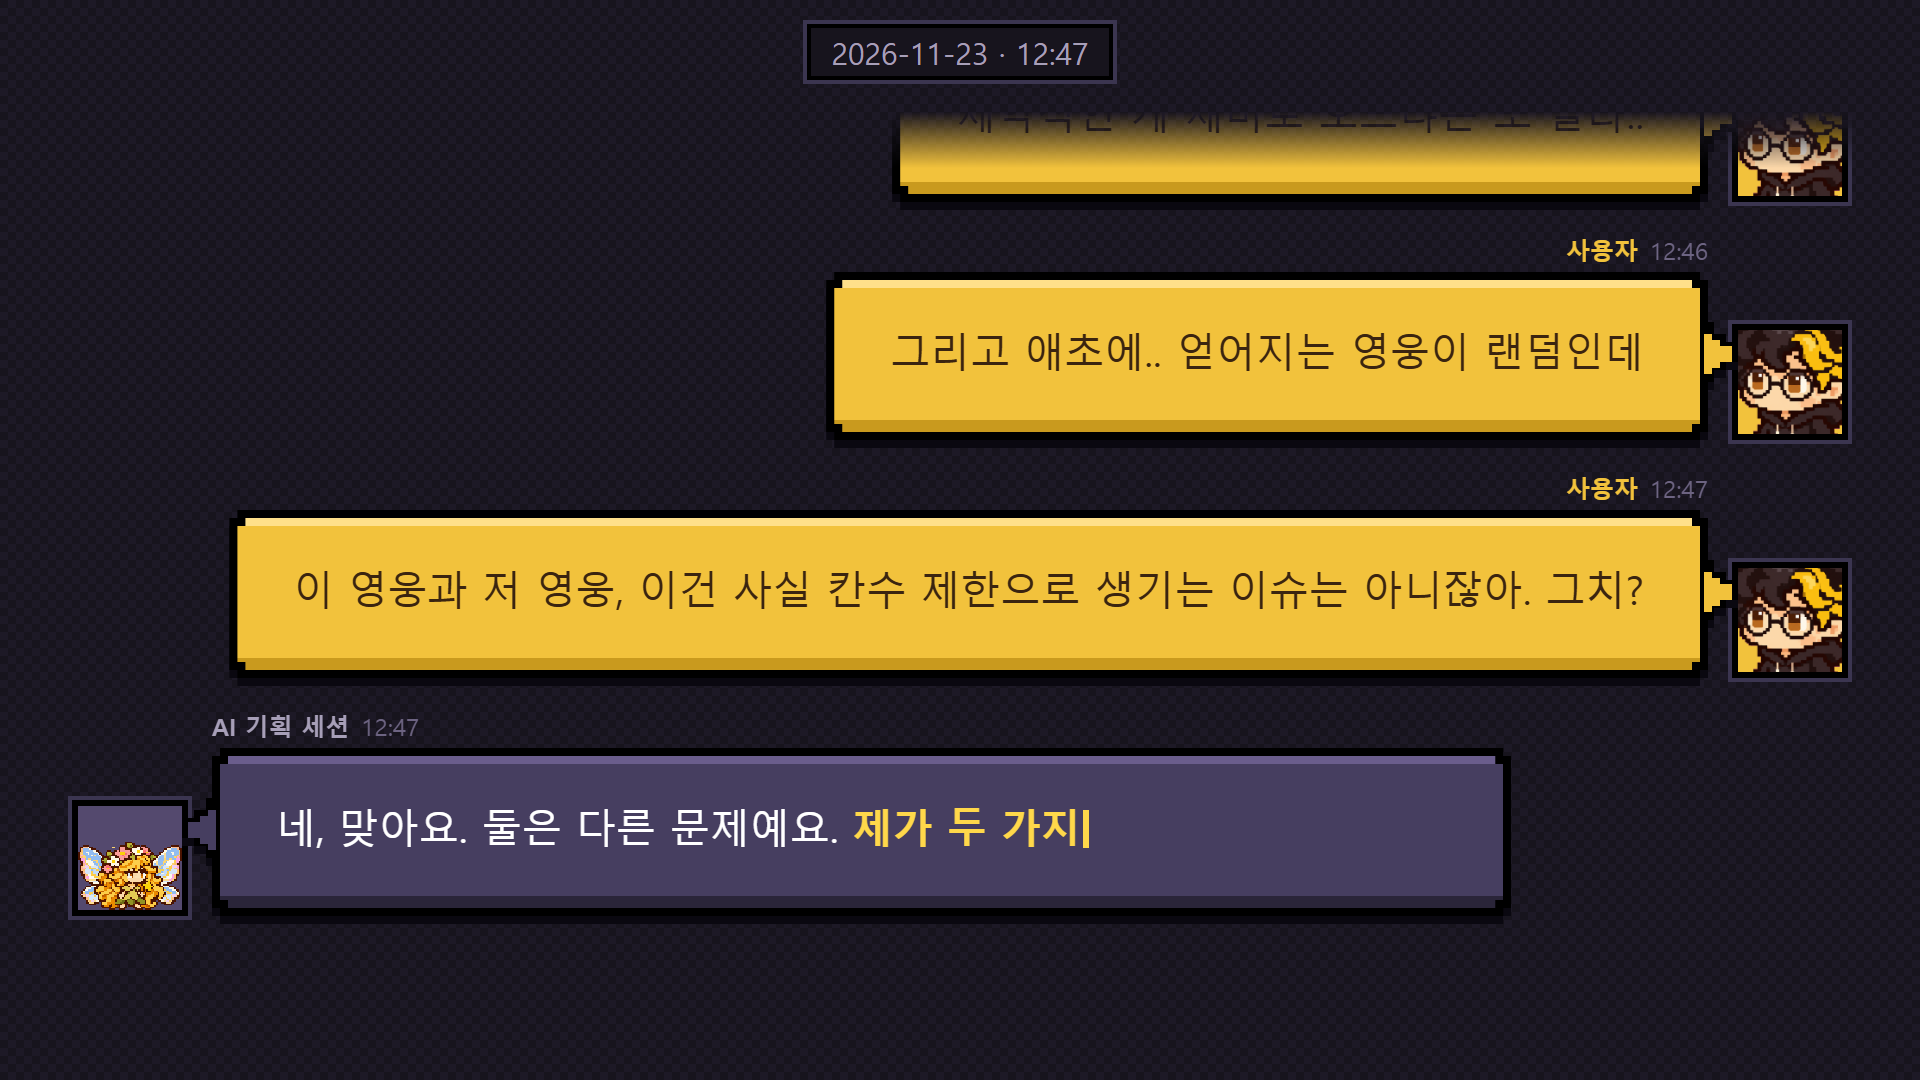 2026-11-23 · 12:47
사용자 12:46
그리고 애초에.. 얻어지는 영웅이 랜덤인데
사용자 12:47
이 영웅과 저 영웅, 이건 사실 칸수 제한으로 생기는 이슈는 아니잖아. 그치?
AI 기획 세션 12:47
네, 맞아요. 둘은 다른 문제예요. 제가 두 가지